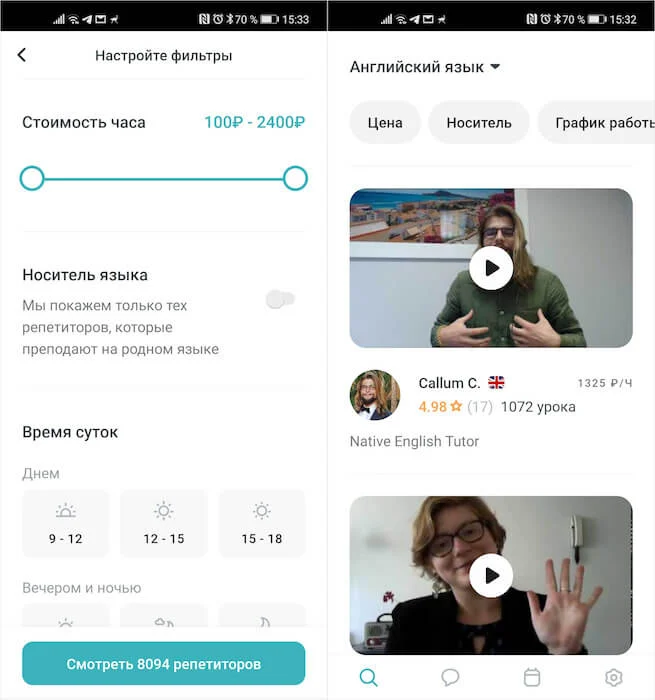 70 % 15:33
Настройте фильтры
Стоимость часа 100₽ - 2400₽
Носитель языка
Мы покажем только тех
репетиторов, которые
преподают на родном языке
Время суток
Днем
9 - 12 12 - 15 15 - 18
Вечером и ночью
Смотреть 8094 репетиторов
70 % 15:32
Английский язык
Цена Носитель График работь
Callum C. 1325 ₽/Ч
4.98 (17) 1072 урока
Native English Tutor